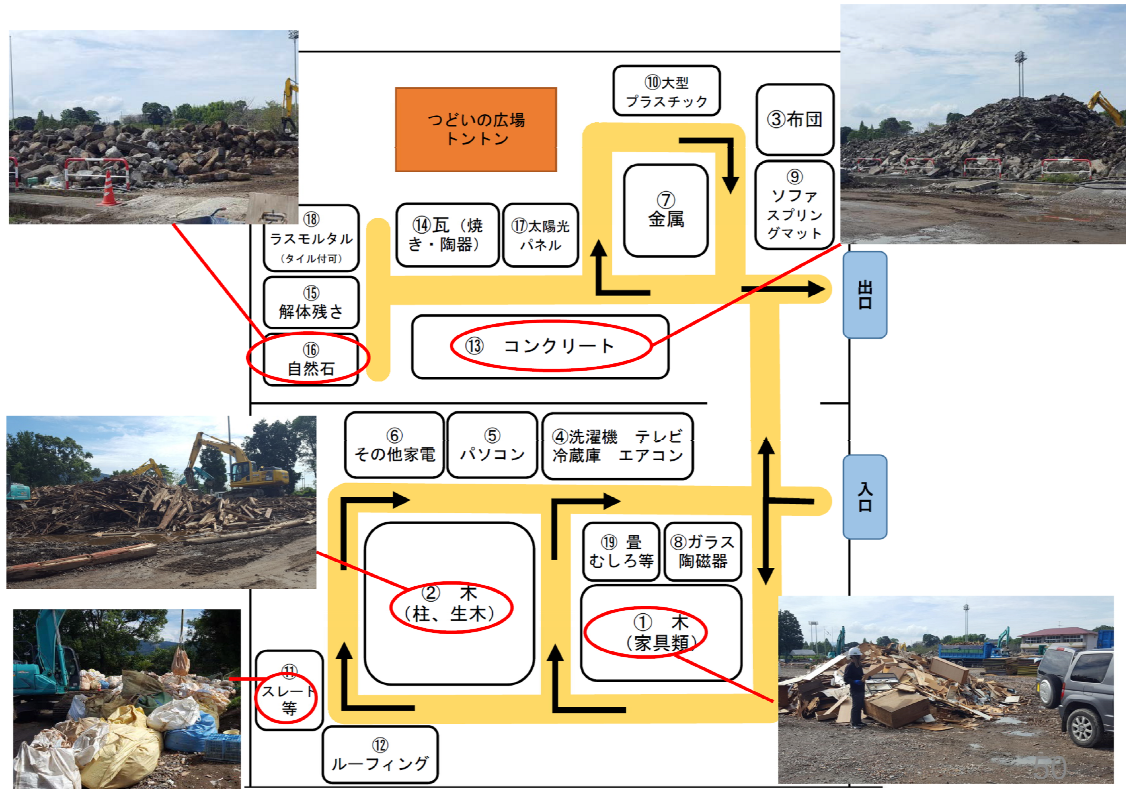 ⑩大型
プラスチック
つどいの広場
トントン
③布団
⑨
ソファ
スプリン
グマット
⑦
金属
⑱
ラスモルタル
（タイル付可）
⑭瓦（焼
き・陶器）
⑰太陽光
パネル
⑮
解体残さ
出口
⑬　コンクリート
⑯
自然石
⑥
その他家電
⑤
パソコン
④洗濯機　テレビ
冷蔵庫　エアコン
入口
⑲ 畳
むしろ等
⑧ガラス
陶磁器
②　木
（柱、生木）
①　木
（家具類）
⑪
スレート
等
⑫
ルーフィング
50